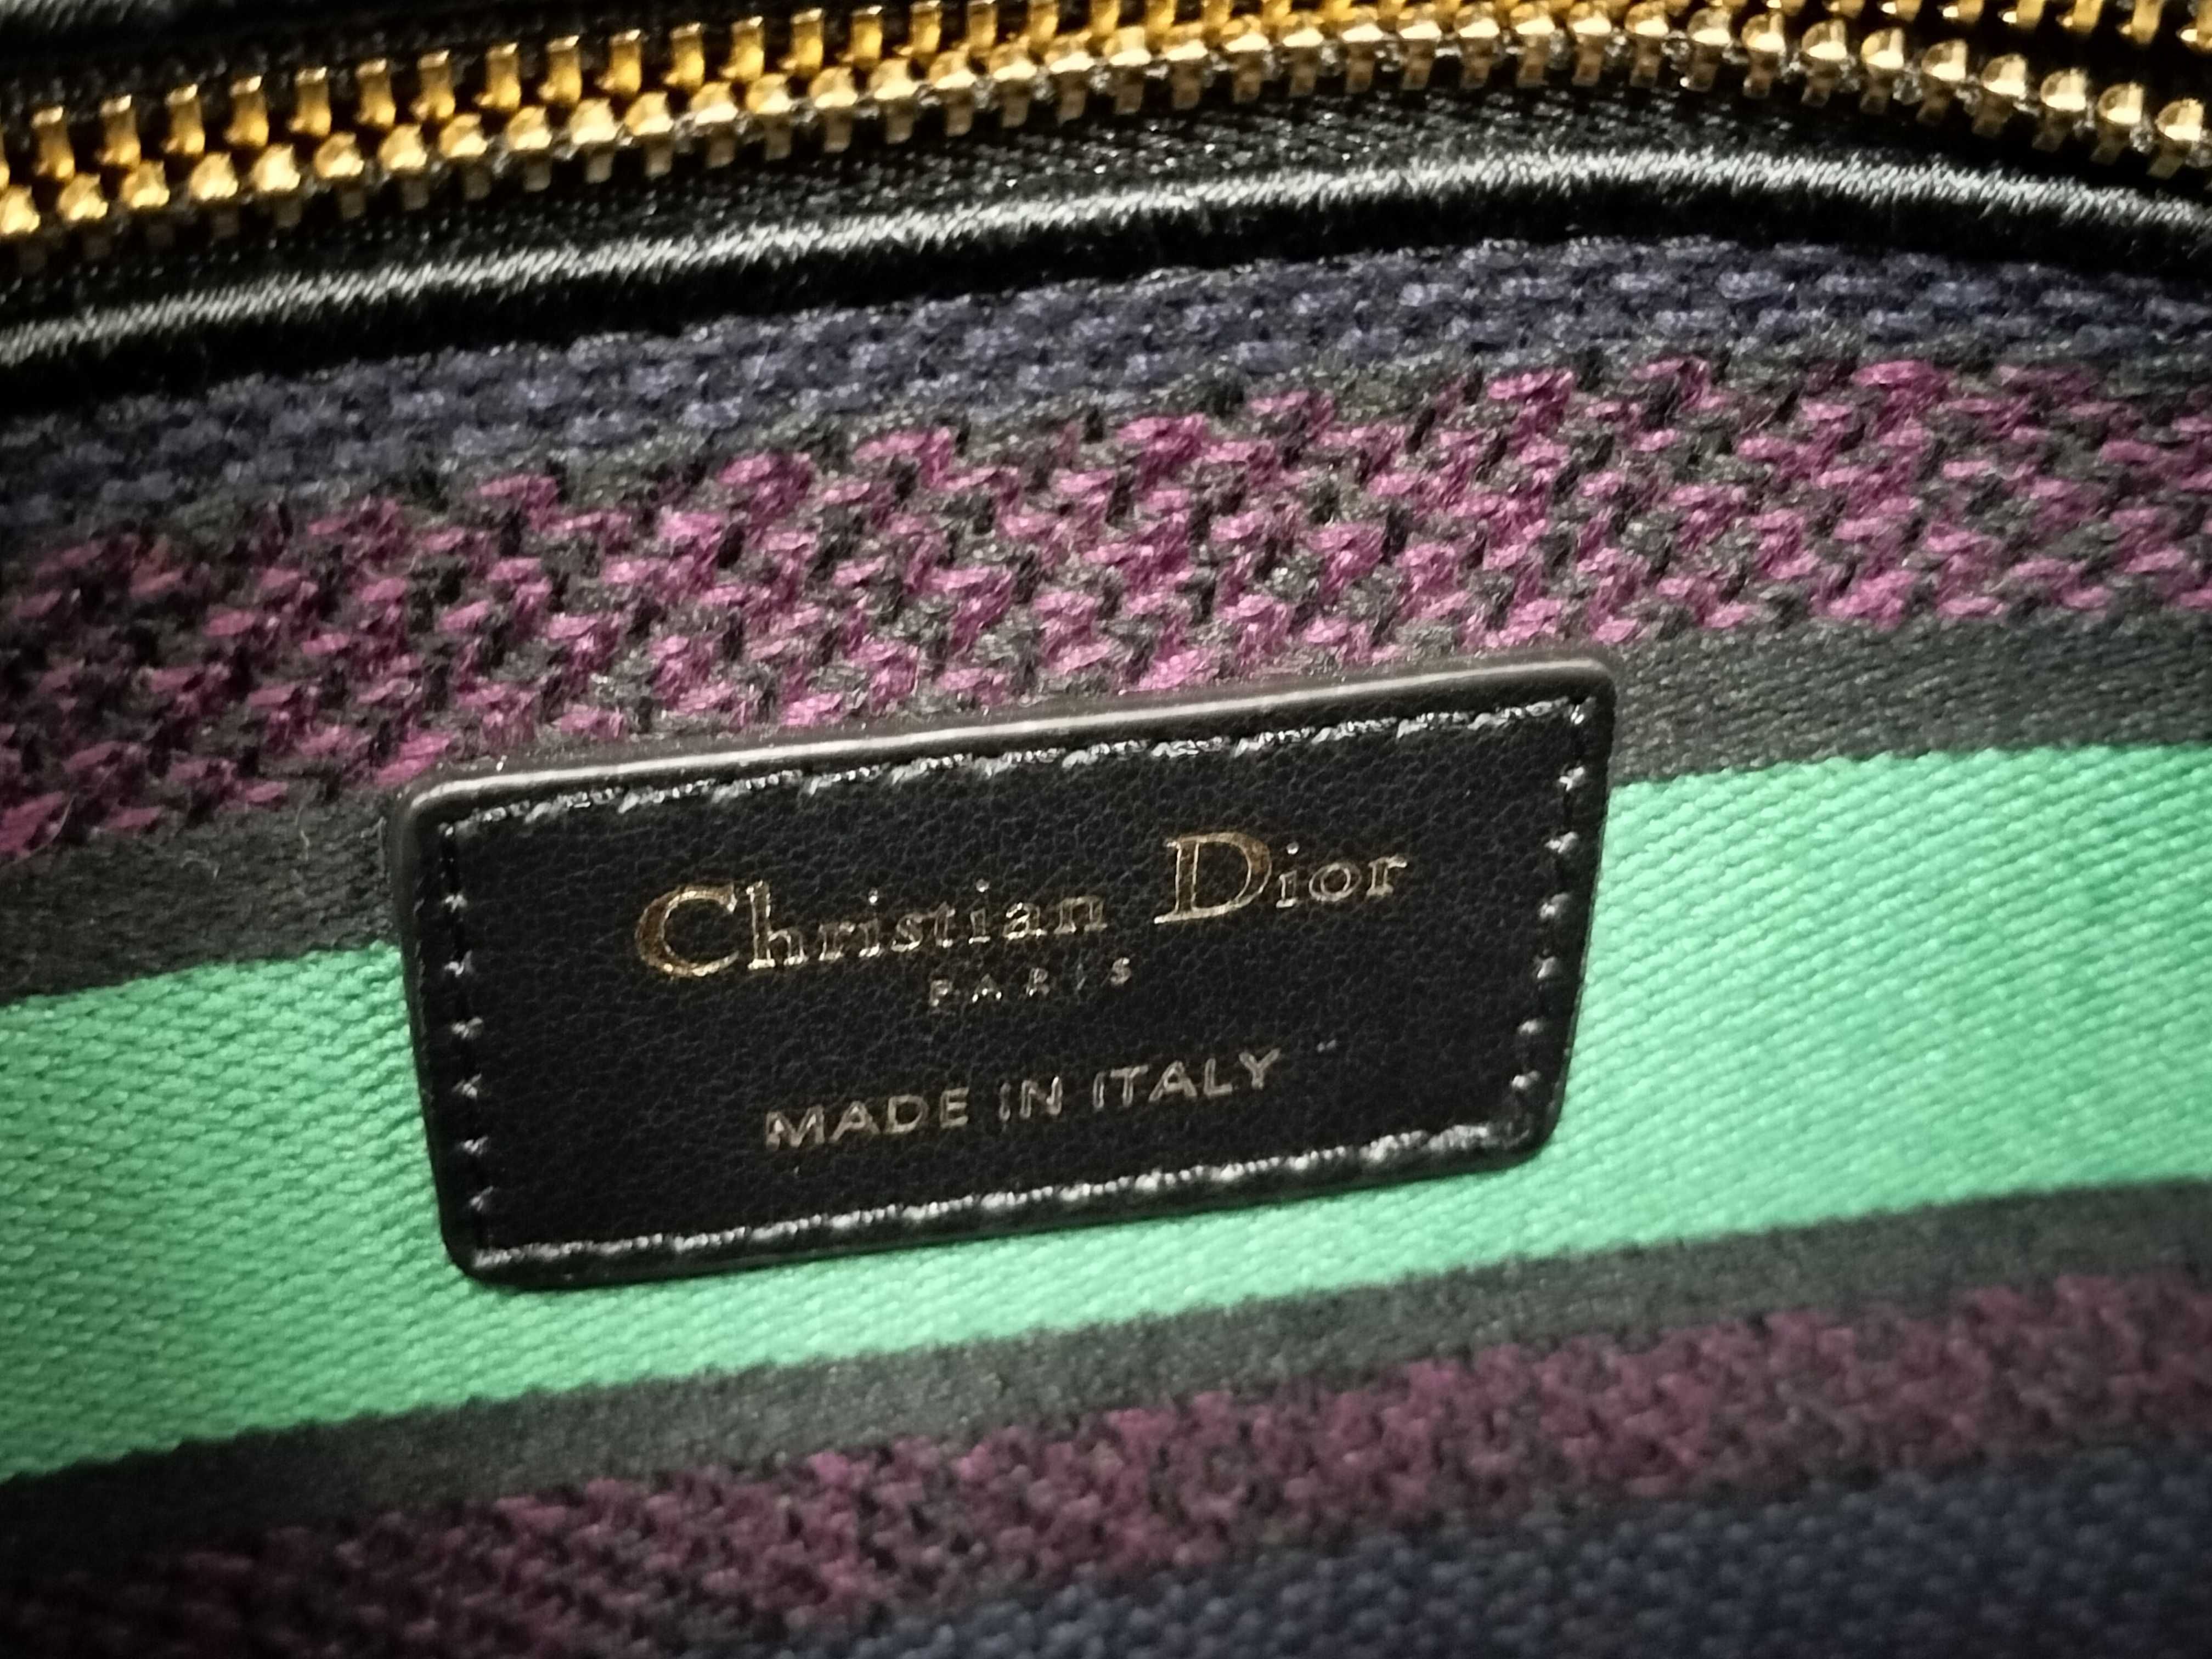 Christian Dior
PARIS
MADE IN ITALY